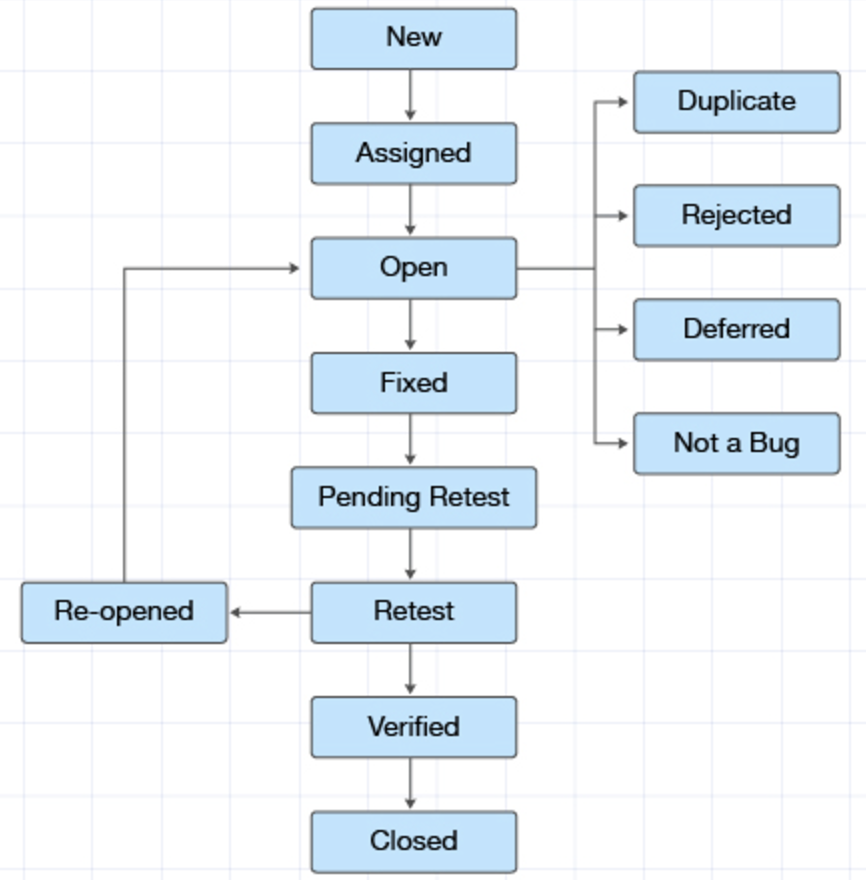 New
Assigned
Open
Fixed
Pending Retest
Retest
Re-opened
Verified
Closed
Duplicate
Rejected
Deferred
Not a Bug